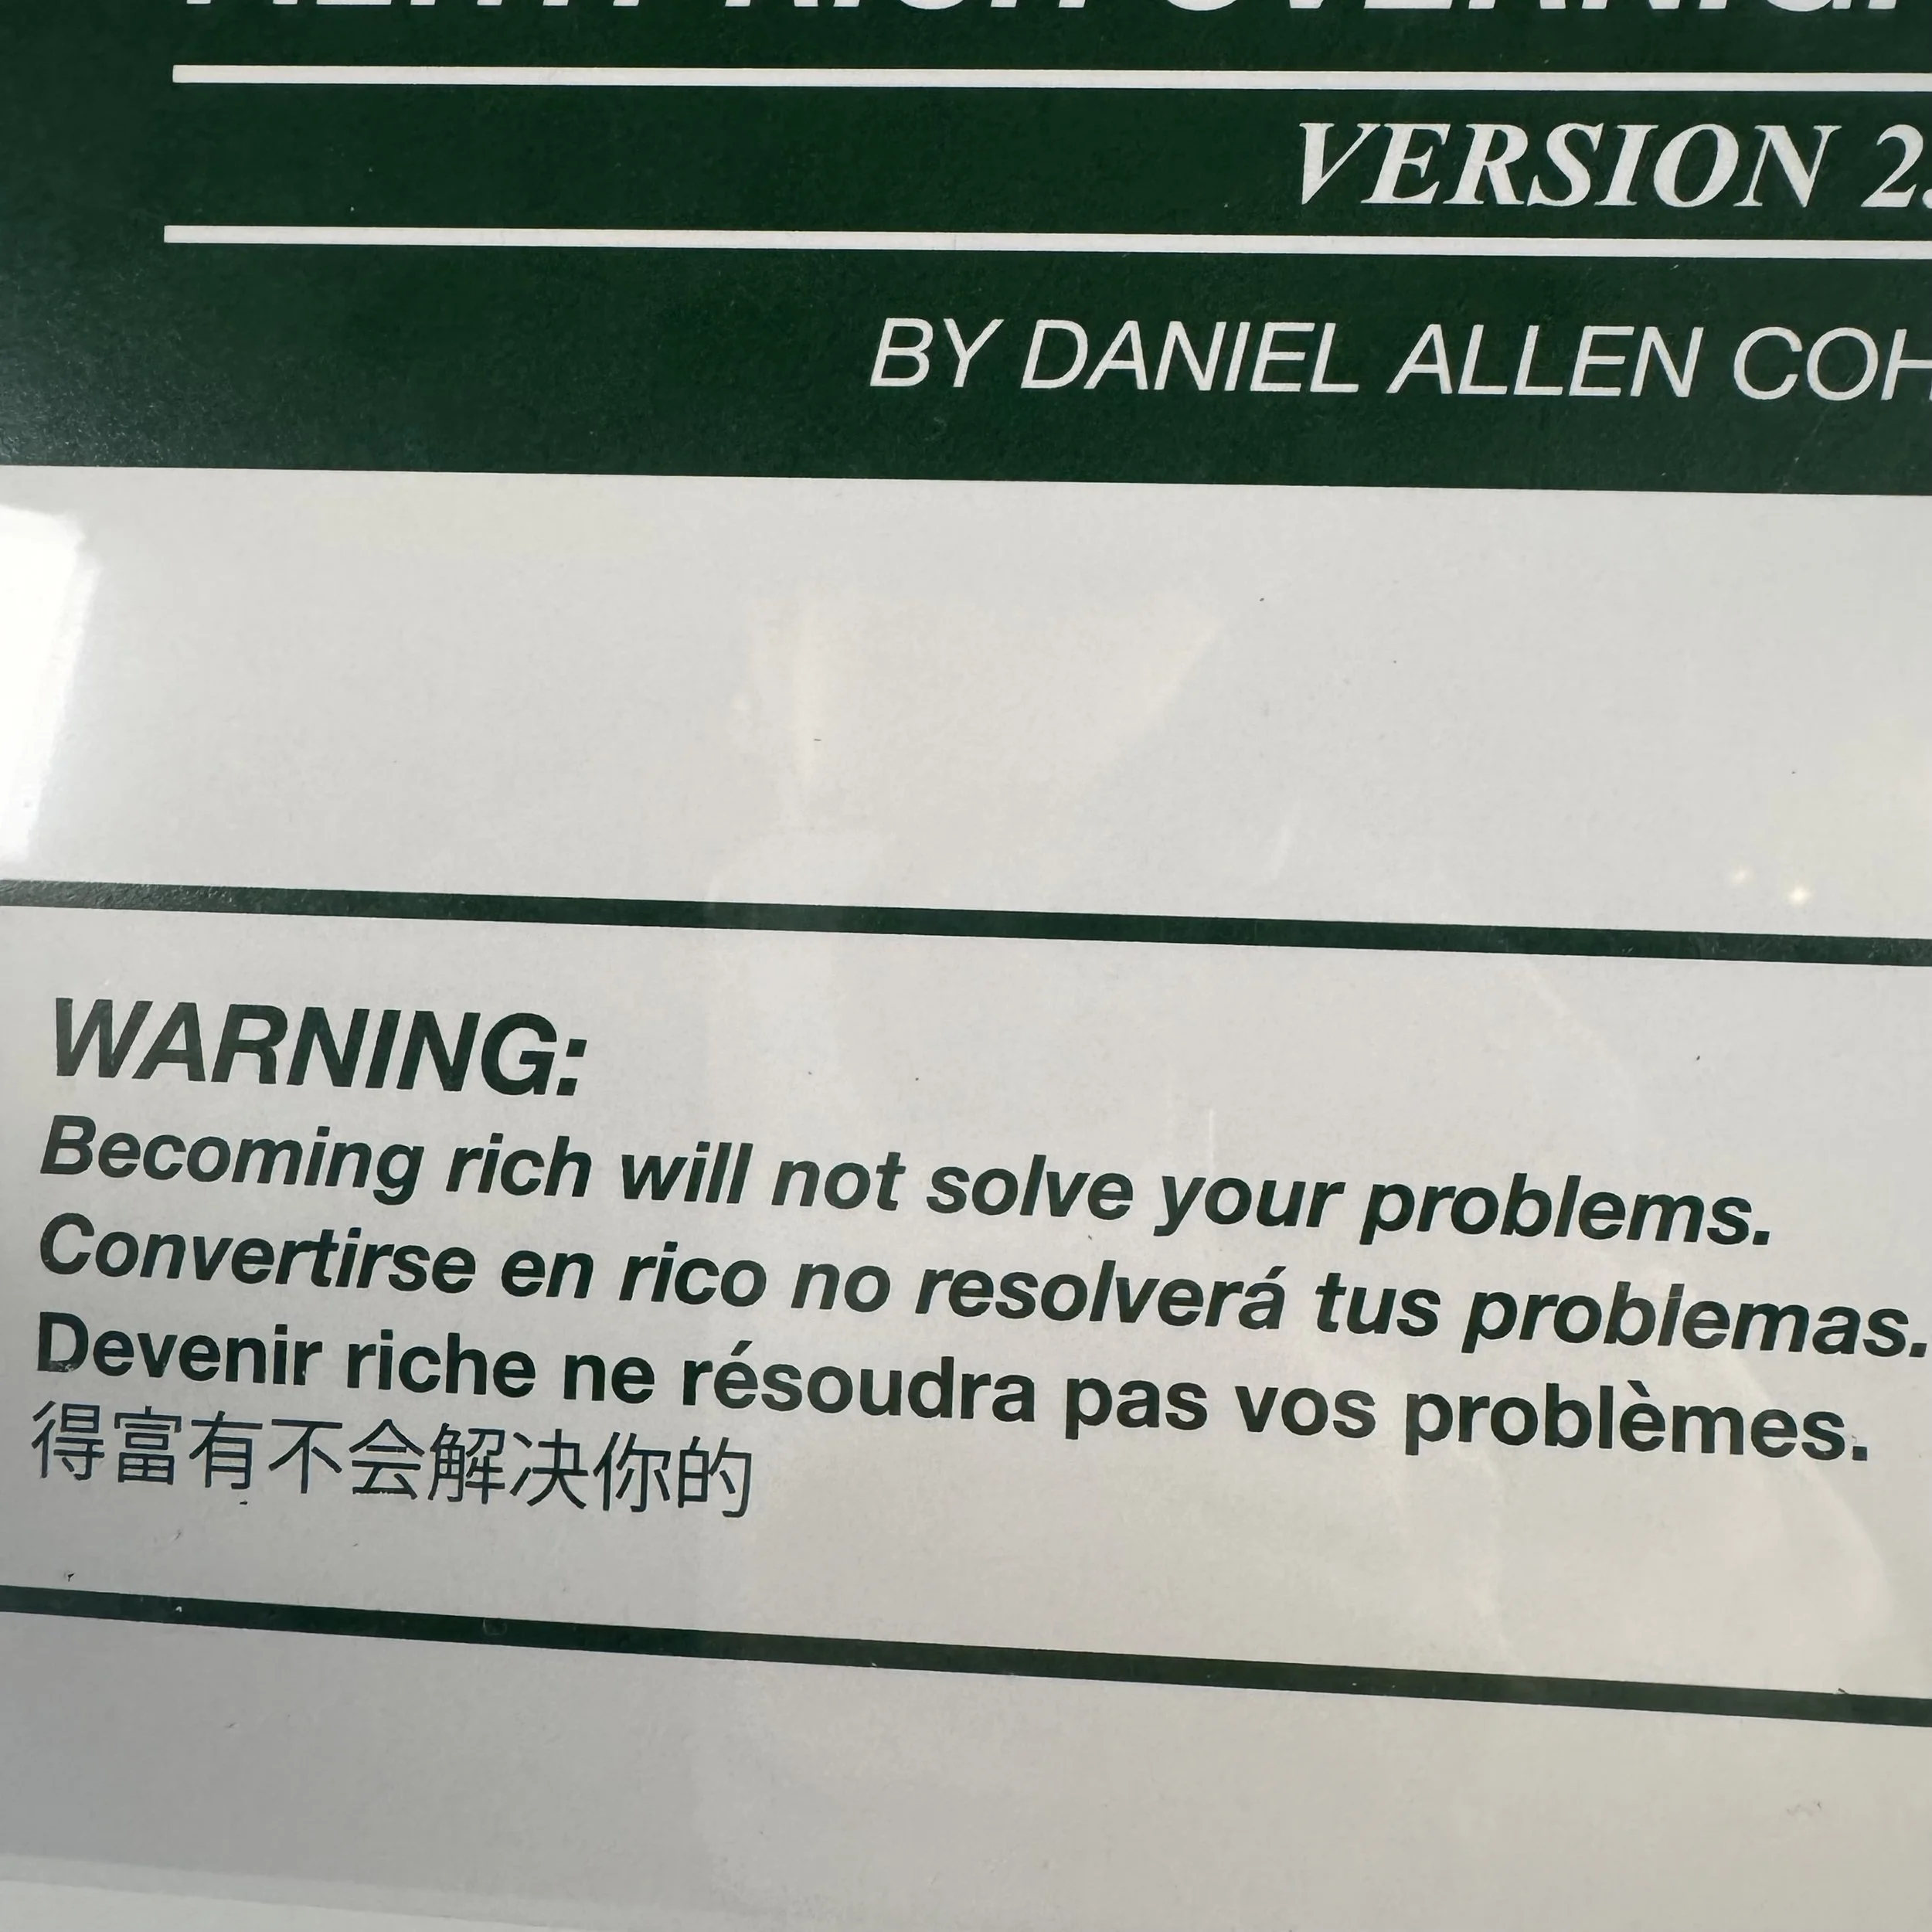 RICH
VERSION 2.
BY DANIEL ALLEN COH
WARNING:
Becoming rich will not solve your problems.
Convertirse en rico no resolverá tus problemas.
Devenir riche ne résoudra pas vos problèmes.
得富有不会解决你的